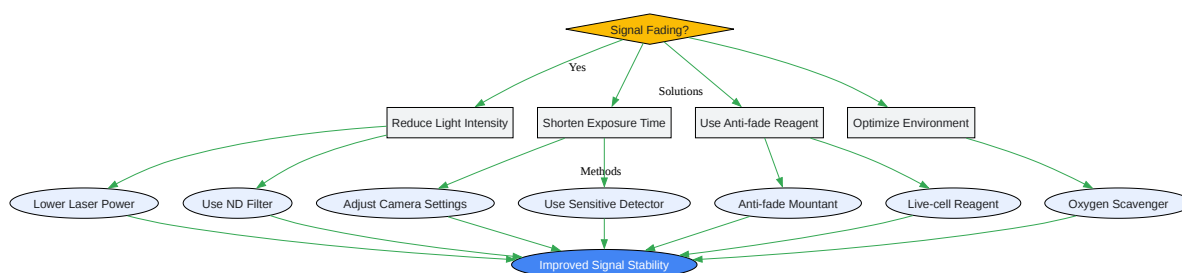 Signal Fading?
Yes
Solutions
Reduce Light Intensity
Shorten Exposure Time
Use Anti-fade Reagent
Optimize Environment
Methods
Lower Laser Power
Use ND Filter
Adjust Camera Settings
Use Sensitive Detector
Anti-fade Mountant
Live-cell Reagent
Oxygen Scavenger
Improved Signal Stability